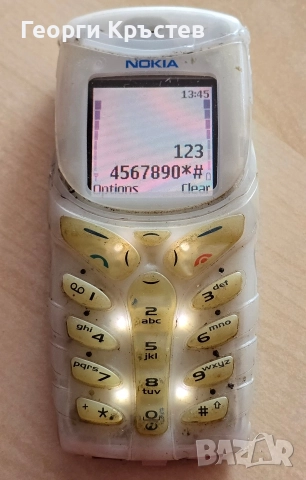 Георги Кръстев
NOKIA
13:45
123
4567890*#
Options Clear
1
2 abc
3 def
ghi 4
5 jkl
6 mno
pqrs 7
8 tuv
9 wxyz
+ *
0
# ⇧
BAZAR